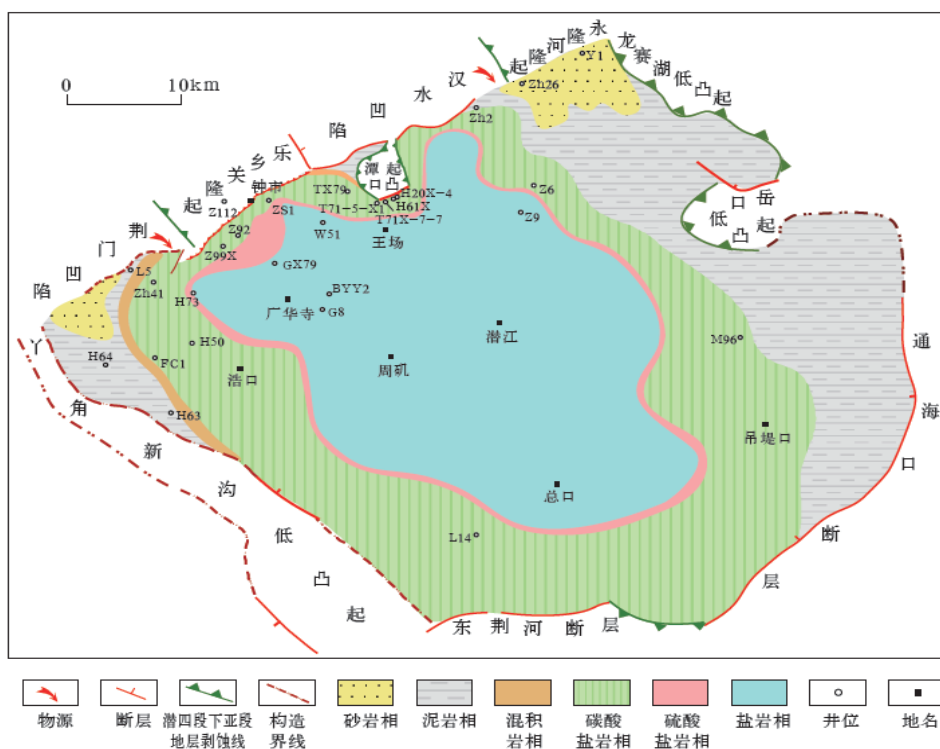 0 10km
永隆河隆起
龙赛湖低凸起
汉水凹陷
乐乡关隆起
荆门凹陷
丫角新沟低凸起
潭口凸起
岳口低凸起
通海口断层
东荆河断层
Y1
Zh26
Zh2
钟市
TX79
H20X-4
Z6
Z112
ZS1
T71-5-X1
H61X
T71X-7-7
Z9
Z92
W51
王场
Z99X
L5
GX79
Zh41
H73
BYY2
广华寺
G8
潜江
H50
M96
H64
FC1
浩口
周矶
H63
吊堤口
总口
L14
物源
断层
潜四段下亚段
地层剥蚀线
构造
界线
砂岩相
泥岩相
混积
岩相
碳酸
盐岩相
硫酸
盐岩相
盐岩相
井位
地名